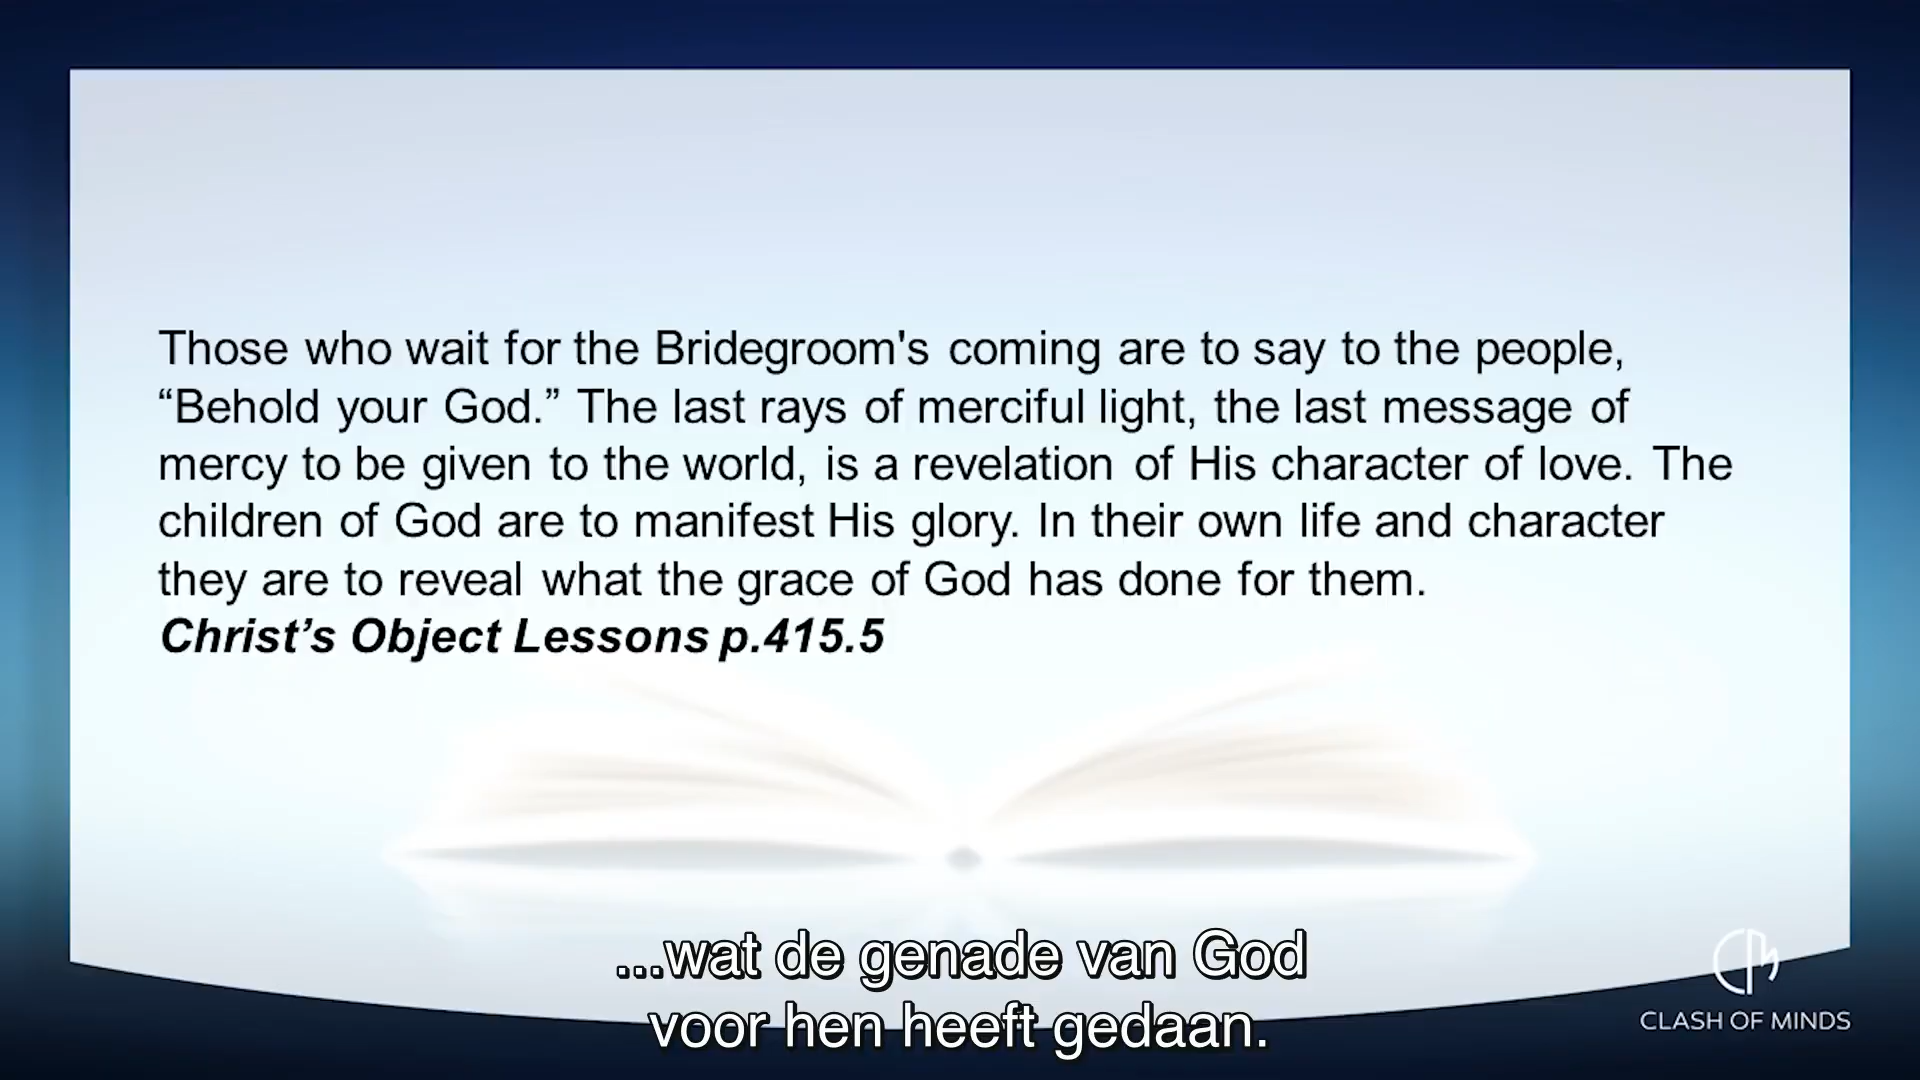 Those who wait for the Bridegroom's coming are to say to the people,
“Behold your God.” The last rays of merciful light, the last message of
mercy to be given to the world, is a revelation of His character of love. The
children of God are to manifest His glory. In their own life and character
they are to reveal what the grace of God has done for them.
Christ’s Object Lessons p.415.5
...wat de genade van God
voor hen heeft gedaan.
CLASH OF MINDS